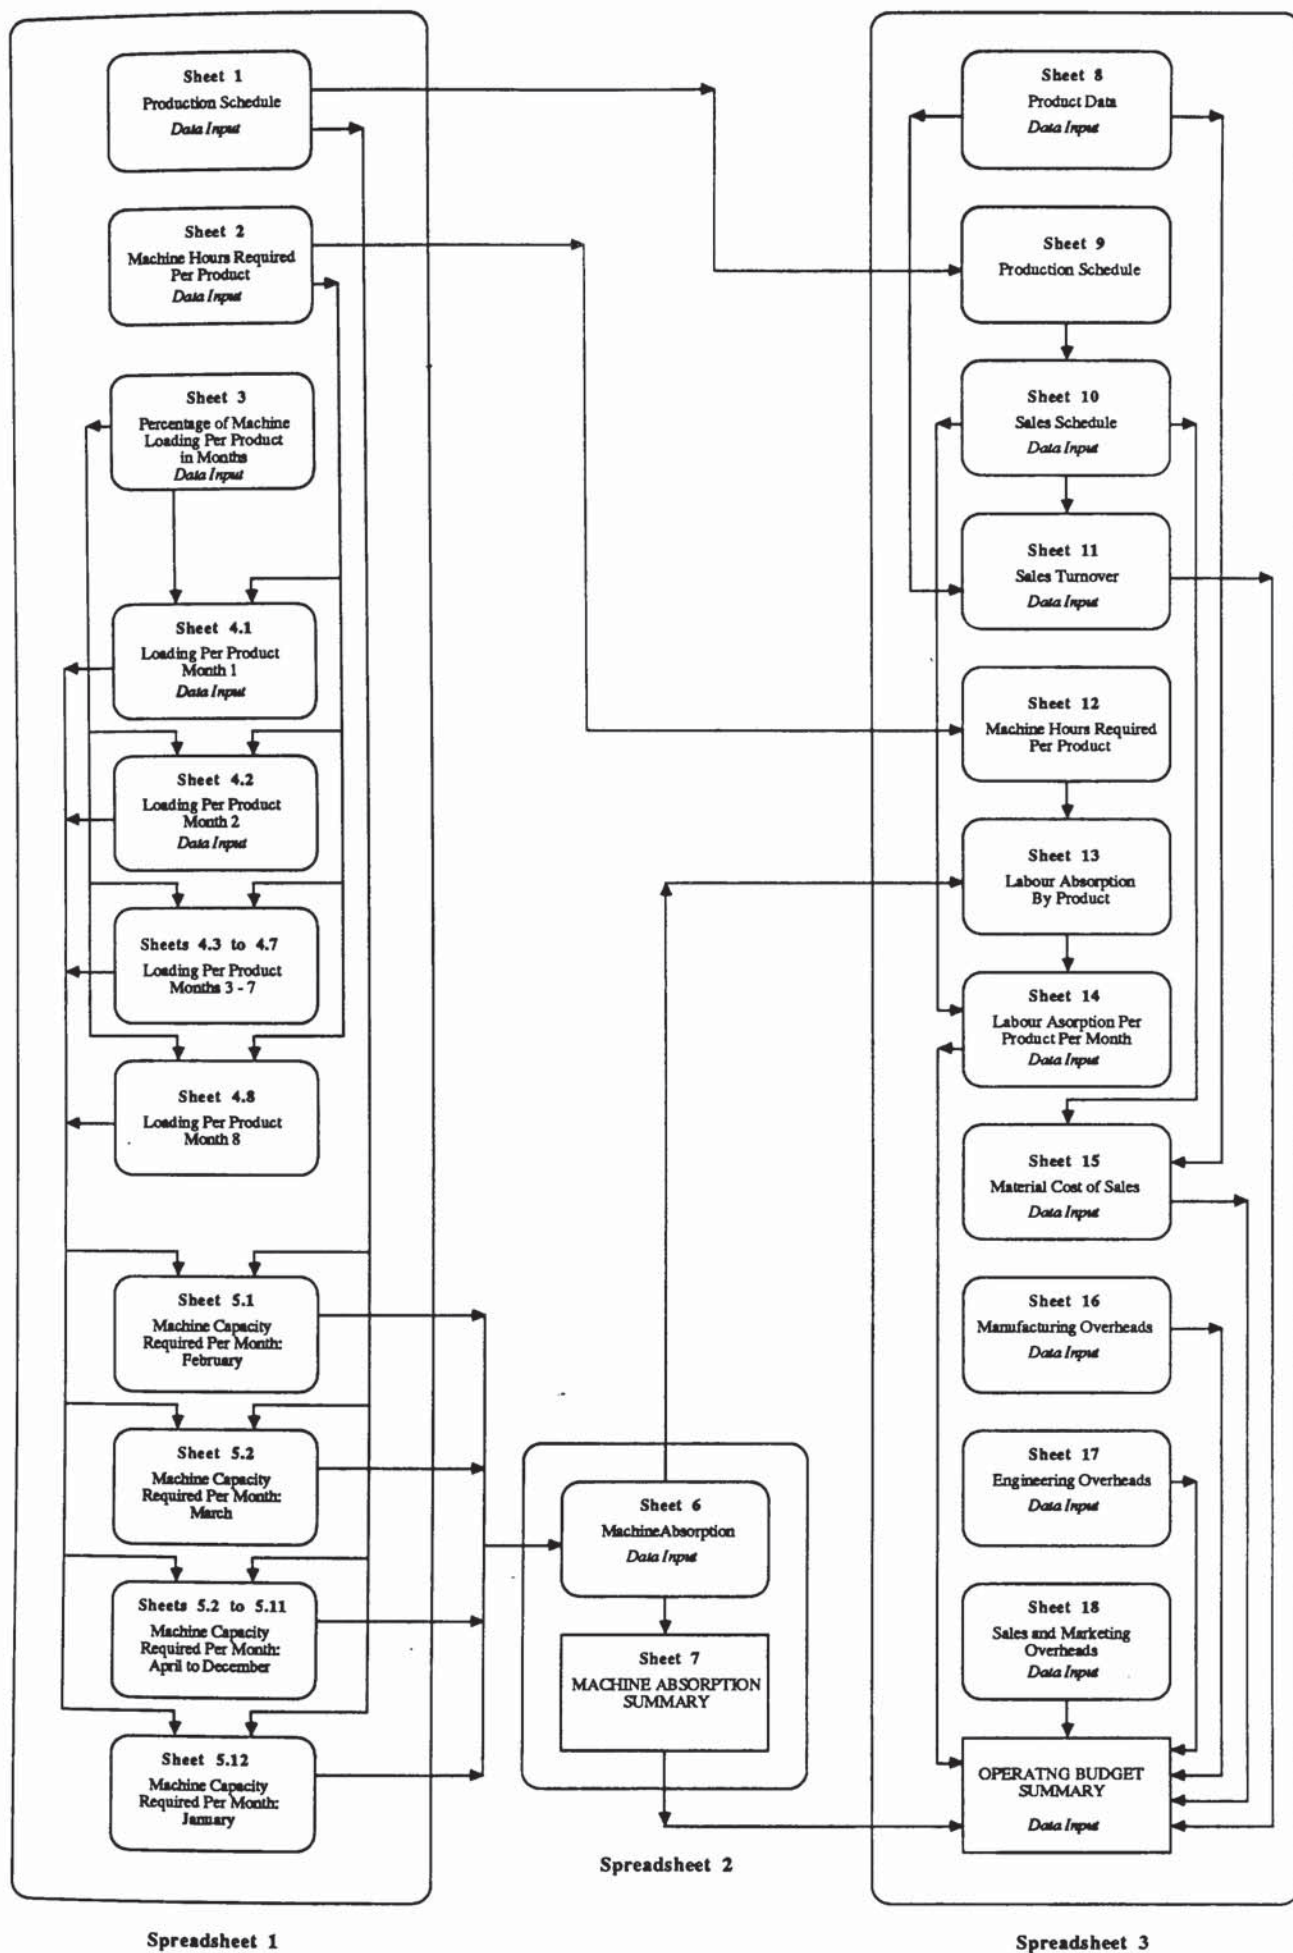 Sheet 1
Production Schedule
Data Input
Sheet 2
Machine Hours Required
Per Product
Data Input
Sheet 3
Percentage of Machine
Loading Per Product
in Months
Data Input
Sheet 4.1
Loading Per Product
Month 1
Data Input
Sheet 4.2
Loading Per Product
Month 2
Data Input
Sheets 4.3 to 4.7
Loading Per Product
Months 3 - 7
Sheet 4.8
Loading Per Product
Month 8
Sheet 5.1
Machine Capacity
Required Per Month:
February
Sheet 5.2
Machine Capacity
Required Per Month:
March
Sheets 5.2 to 5.11
Machine Capacity
Required Per Month:
April to December
Sheet 5.12
Machine Capacity
Required Per Month:
January
Spreadsheet 1
Sheet 6
MachineAbsorption
Data Input
Sheet 7
MACHINE ABSORPTION
SUMMARY
Spreadsheet 2
Sheet 8
Product Data
Data Input
Sheet 9
Production Schedule
Sheet 10
Sales Schedule
Data Input
Sheet 11
Sales Turnover
Data Input
Sheet 12
Machine Hours Required
Per Product
Sheet 13
Labour Absorption
By Product
Sheet 14
Labour Asorption Per
Product Per Month
Data Input
Sheet 15
Material Cost of Sales
Data Input
Sheet 16
Manufacturing Overheads
Data Input
Sheet 17
Engineering Overheads
Data Input
Sheet 18
Sales and Marketing
Overheads
Data Input
OPERATNG BUDGET
SUMMARY
Data Input
Spreadsheet 3